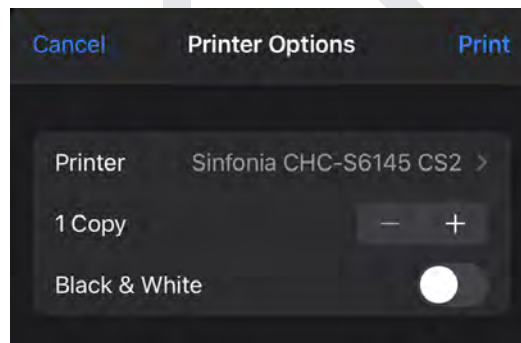 Cancel Printer Options Print
Printer Sinfonia CHC-S6145 CS2 >
1 Copy − +
Black & White